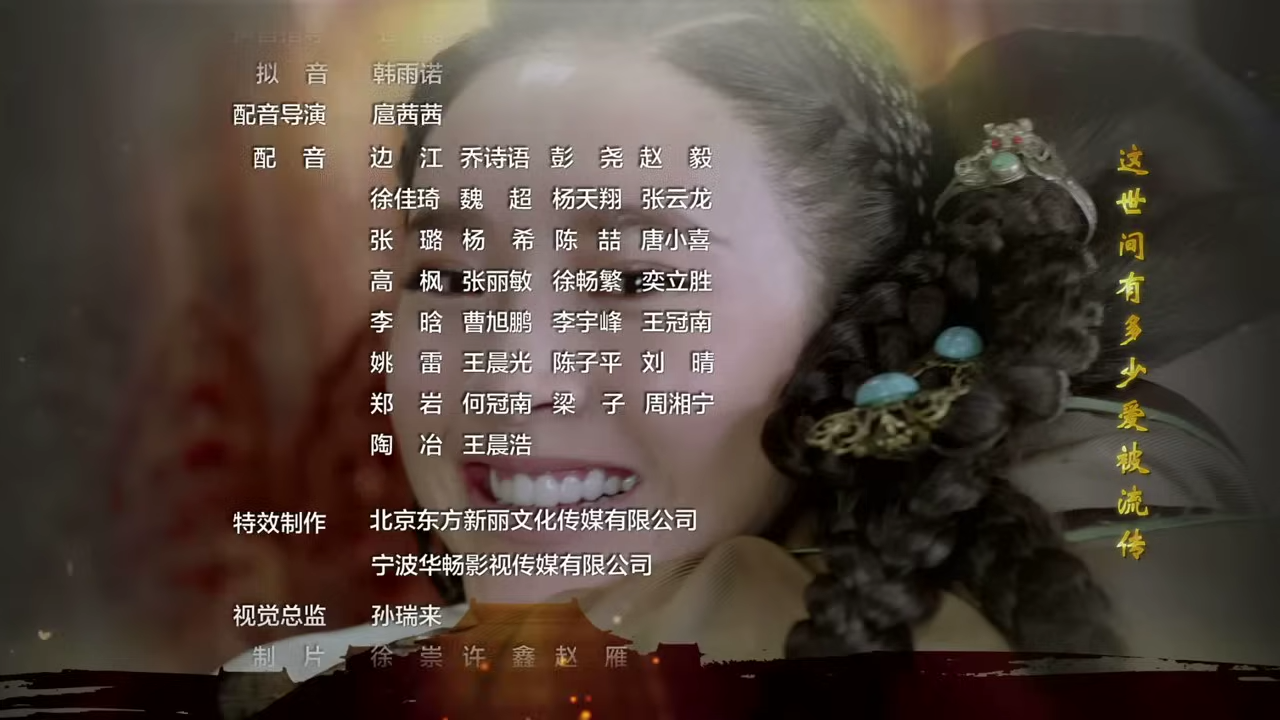 拟 音 韩雨诺
配音导演 扈茜茜
配 音 边 江 乔诗语 彭 尧 赵 毅
徐佳琦 魏 超 杨天翔 张云龙
张 璐 杨 希 陈 喆 唐小喜
高 枫 张丽敏 徐畅繁 奕立胜
李 晗 曹旭鹏 李宇峰 王冠南
姚 雷 王晨光 陈子平 刘 晴
郑 岩 何冠南 梁 子 周湘宁
陶 冶 王晨浩
特效制作 北京东方新丽文化传媒有限公司
宁波华畅影视传媒有限公司
视觉总监 孙瑞来
制 片 徐 崇 许 鑫 赵 雁
这世间有多少爱被流传